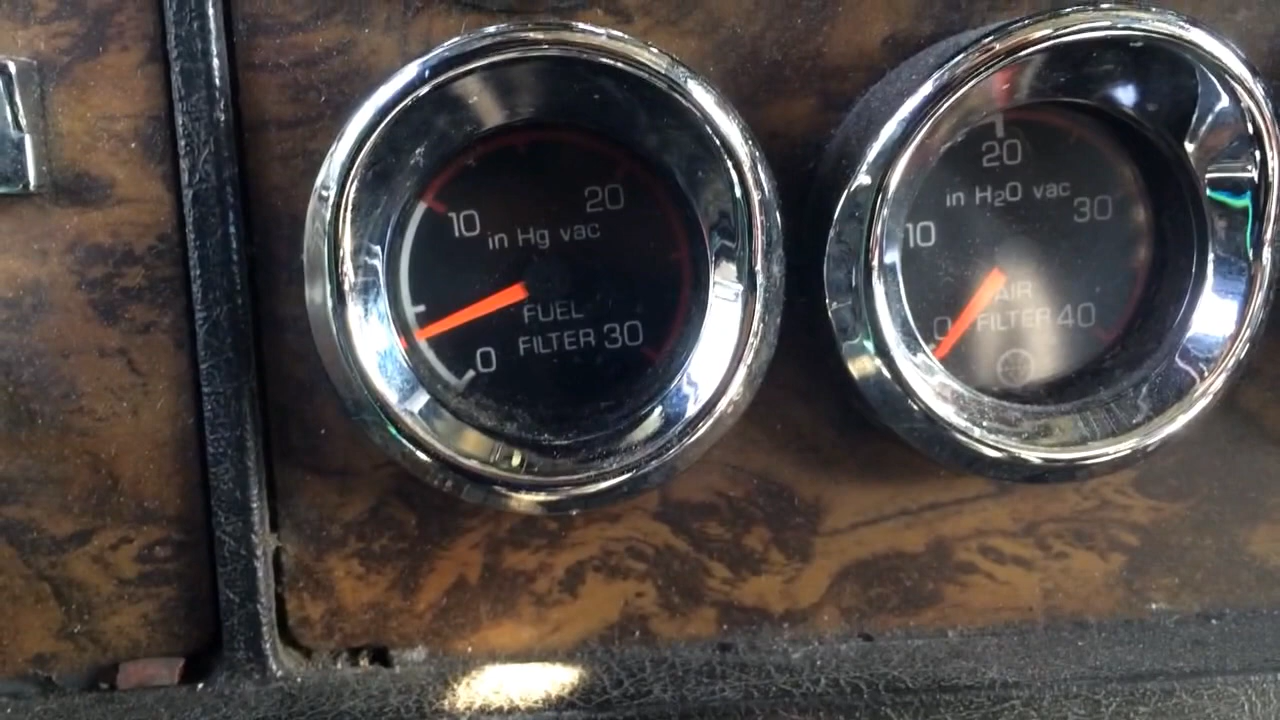 20
10
in Hg vac
FUEL
0 FILTER 30
20
in H₂O vac
10 30
AIR
0 FILTER 40